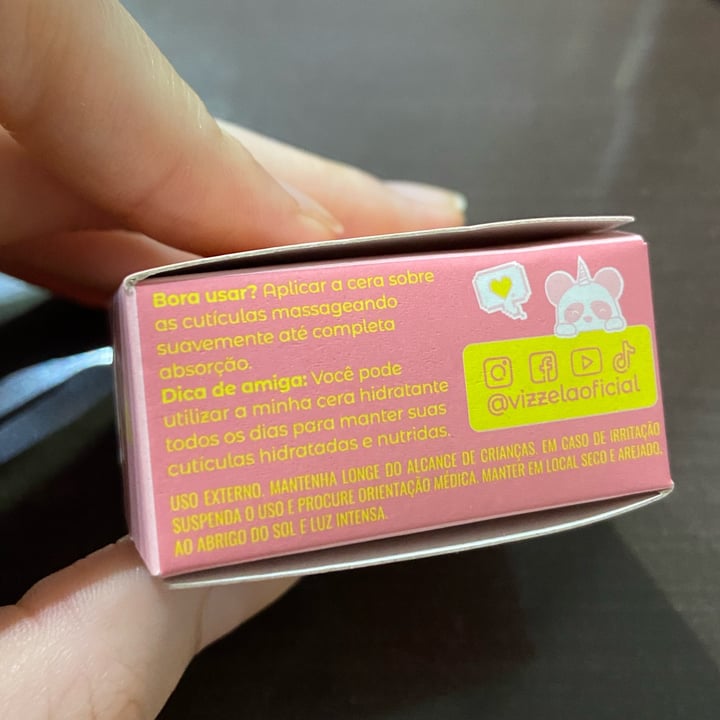 Bora usar? Aplicar a cera sobre
as cutículas massageando
suavemente até completa
absorção.
Dica de amiga: Você pode
utilizar a minha cera hidratante
todos os dias para manter suas
cutículas hidratadas e nutridas.
@vizzelaoficial
USO EXTERNO. MANTENHA LONGE DO ALCANCE DE CRIANÇAS. EM CASO DE IRRITAÇÃO
SUSPENDA O USO E PROCURE ORIENTAÇÃO MÉDICA. MANTER EM LOCAL SECO E AREJADO.
AO ABRIGO DO SOL E LUZ INTENSA.